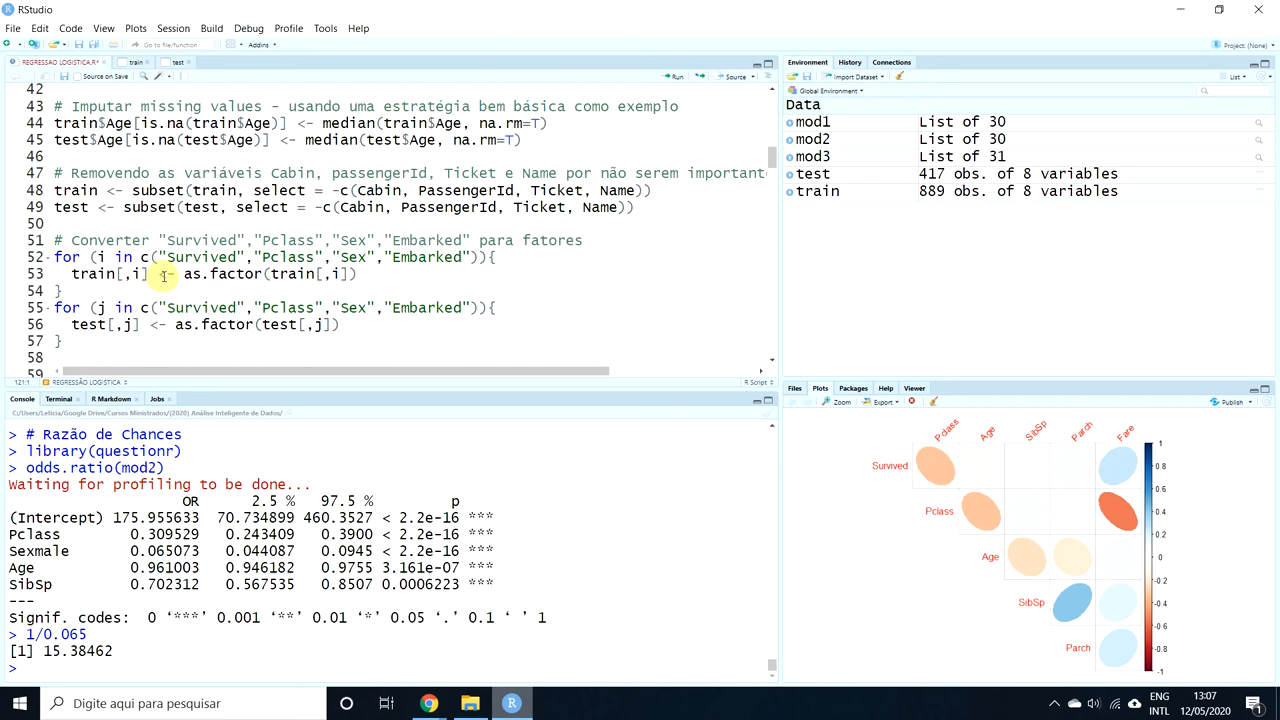 RStudio
File Edit Code View Plots Session Build Debug Profile Tools Help
Go to file/function Addins Project: (None)
REGRESSÃO LOGISTICA.R* train test
Source on Save Run Source
42
43 # Imputar missing values - usando uma estratégia bem básica como exemplo
44 train$Age[is.na(train$Age)] <- median(train$Age, na.rm=T)
45 test$Age[is.na(test$Age)] <- median(test$Age, na.rm=T)
46
47 # Removendo as variáveis Cabin, passengerId, Ticket e Name por não serem important
48 train <- subset(train, select = -c(Cabin, PassengerId, Ticket, Name))
49 test <- subset(test, select = -c(Cabin, PassengerId, Ticket, Name))
50
51 # Converter "Survived","Pclass","Sex","Embarked" para fatores
52 for (i in c("Survived","Pclass","Sex","Embarked")){
53 train[,i] <- as.factor(train[,i])
54 }
55 for (j in c("Survived","Pclass","Sex","Embarked")){
56 test[,j] <- as.factor(test[,j])
57 }
58
59
121:1 REGRESSÃO LOGISTICA R Script
Console Terminal R Markdown Jobs
C:/Users/Leticia/Google Drive/Cursos Ministrados/(2020) Análise Inteligente de Dados/
> # Razão de Chances
> library(questionr)
> odds.ratio(mod2)
Waiting for profiling to be done...
OR 2.5 % 97.5 % p
(Intercept) 175.955633 70.734899 460.3527 < 2.2e-16 ***
Pclass 0.309529 0.243409 0.3900 < 2.2e-16 ***
Sexmale 0.065073 0.044087 0.0945 < 2.2e-16 ***
Age 0.961003 0.946182 0.9755 3.161e-07 ***
SibSp 0.702312 0.567535 0.8507 0.0006223 ***
---
Signif. codes: 0 ‘***’ 0.001 ‘**’ 0.01 ‘*’ 0.05 ‘.’ 0.1 ‘ ’ 1
> 1/0.065
[1] 15.38462
>
Environment History Connections
Import Dataset List
Global Environment
Data
mod1 List of 30
mod2 List of 30
mod3 List of 31
test 417 obs. of 8 variables
train 889 obs. of 8 variables
Files Plots Packages Help Viewer
Zoom Export Publish
Pclass Age SibSp Parch Fare
Survived
Pclass
Age
SibSp
Parch
1
0.8
0.6
0.4
0.2
0
-0.2
-0.4
-0.6
-0.8
-1
Digite aqui para pesquisar
ENG
INTL
13:07
12/05/2020
1